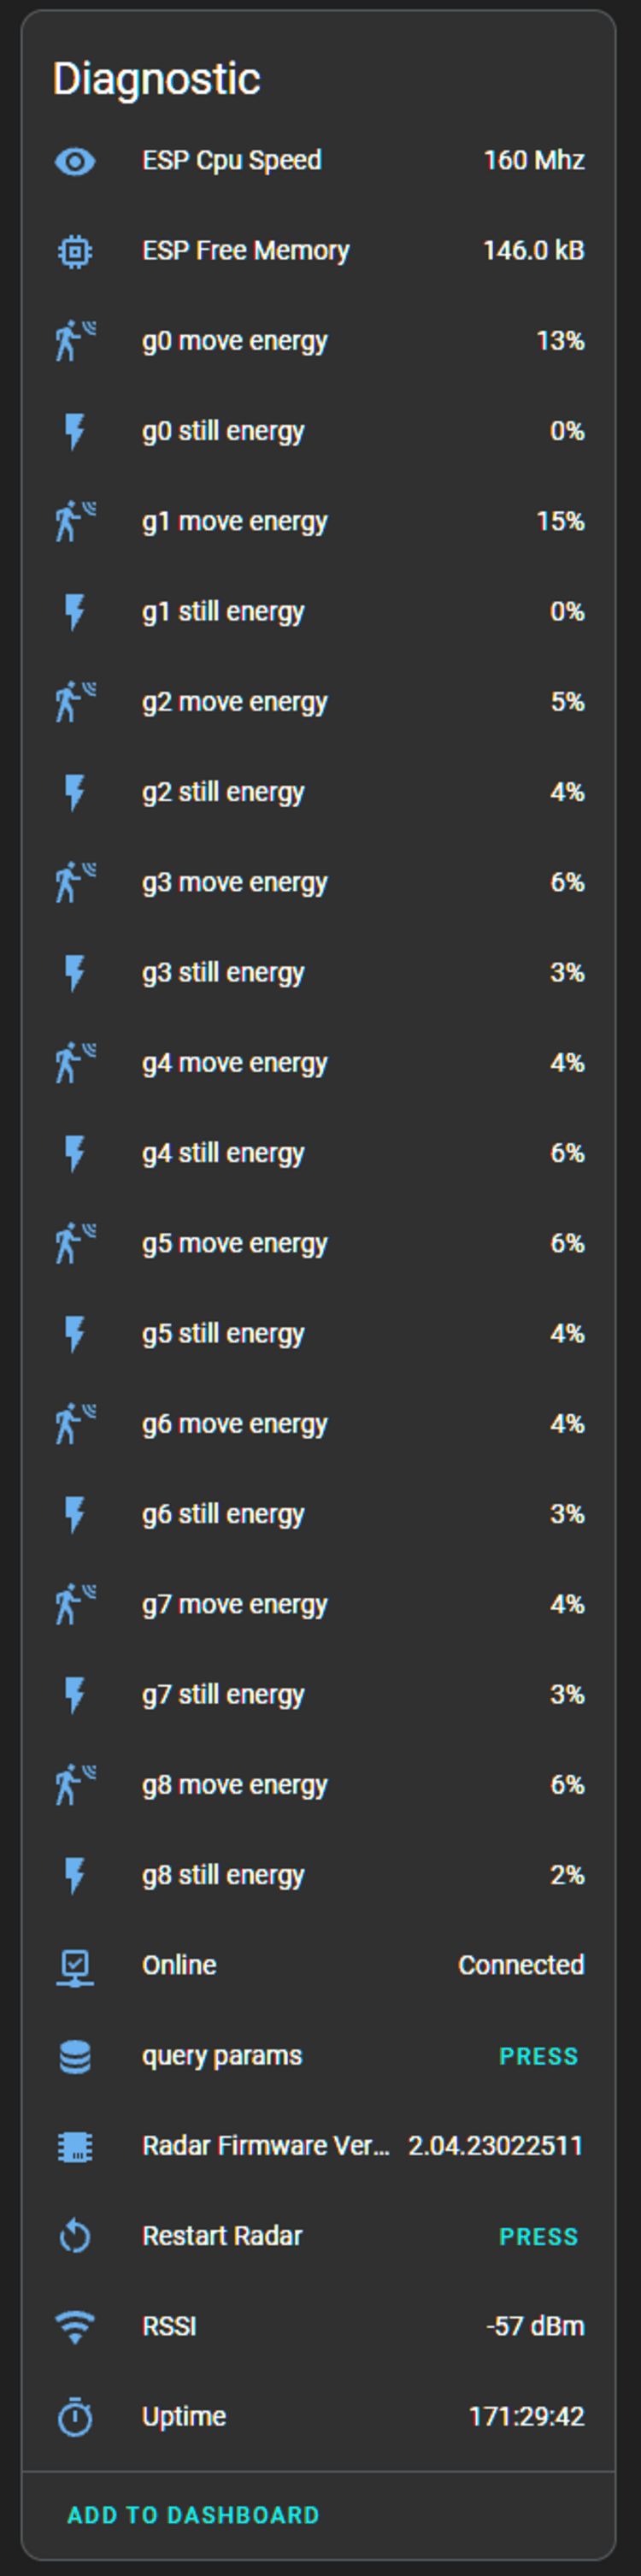 Diagnostic
ESP Cpu Speed 160 Mhz
ESP Free Memory 146.0 kB
g0 move energy 13%
g0 still energy 0%
g1 move energy 15%
g1 still energy 0%
g2 move energy 5%
g2 still energy 4%
g3 move energy 6%
g3 still energy 3%
g4 move energy 4%
g4 still energy 6%
g5 move energy 6%
g5 still energy 4%
g6 move energy 4%
g6 still energy 3%
g7 move energy 4%
g7 still energy 3%
g8 move energy 6%
g8 still energy 2%
Online Connected
query params PRESS
Radar Firmware Ver... 2.04.23022511
Restart Radar PRESS
RSSI -57 dBm
Uptime 171:29:42
ADD TO DASHBOARD